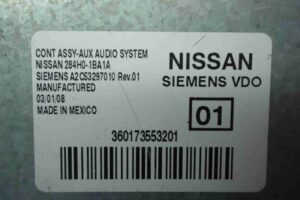 CONT ASSY-AUX AUDIO SYSTEM
NISSAN 284H0-1BA1A
SIEMENS A2C53297010 Rev.01
MANUFACTURED
03/01/08
MADE IN MEXICO
NISSAN
SIEMENS VDO
01
360173553201